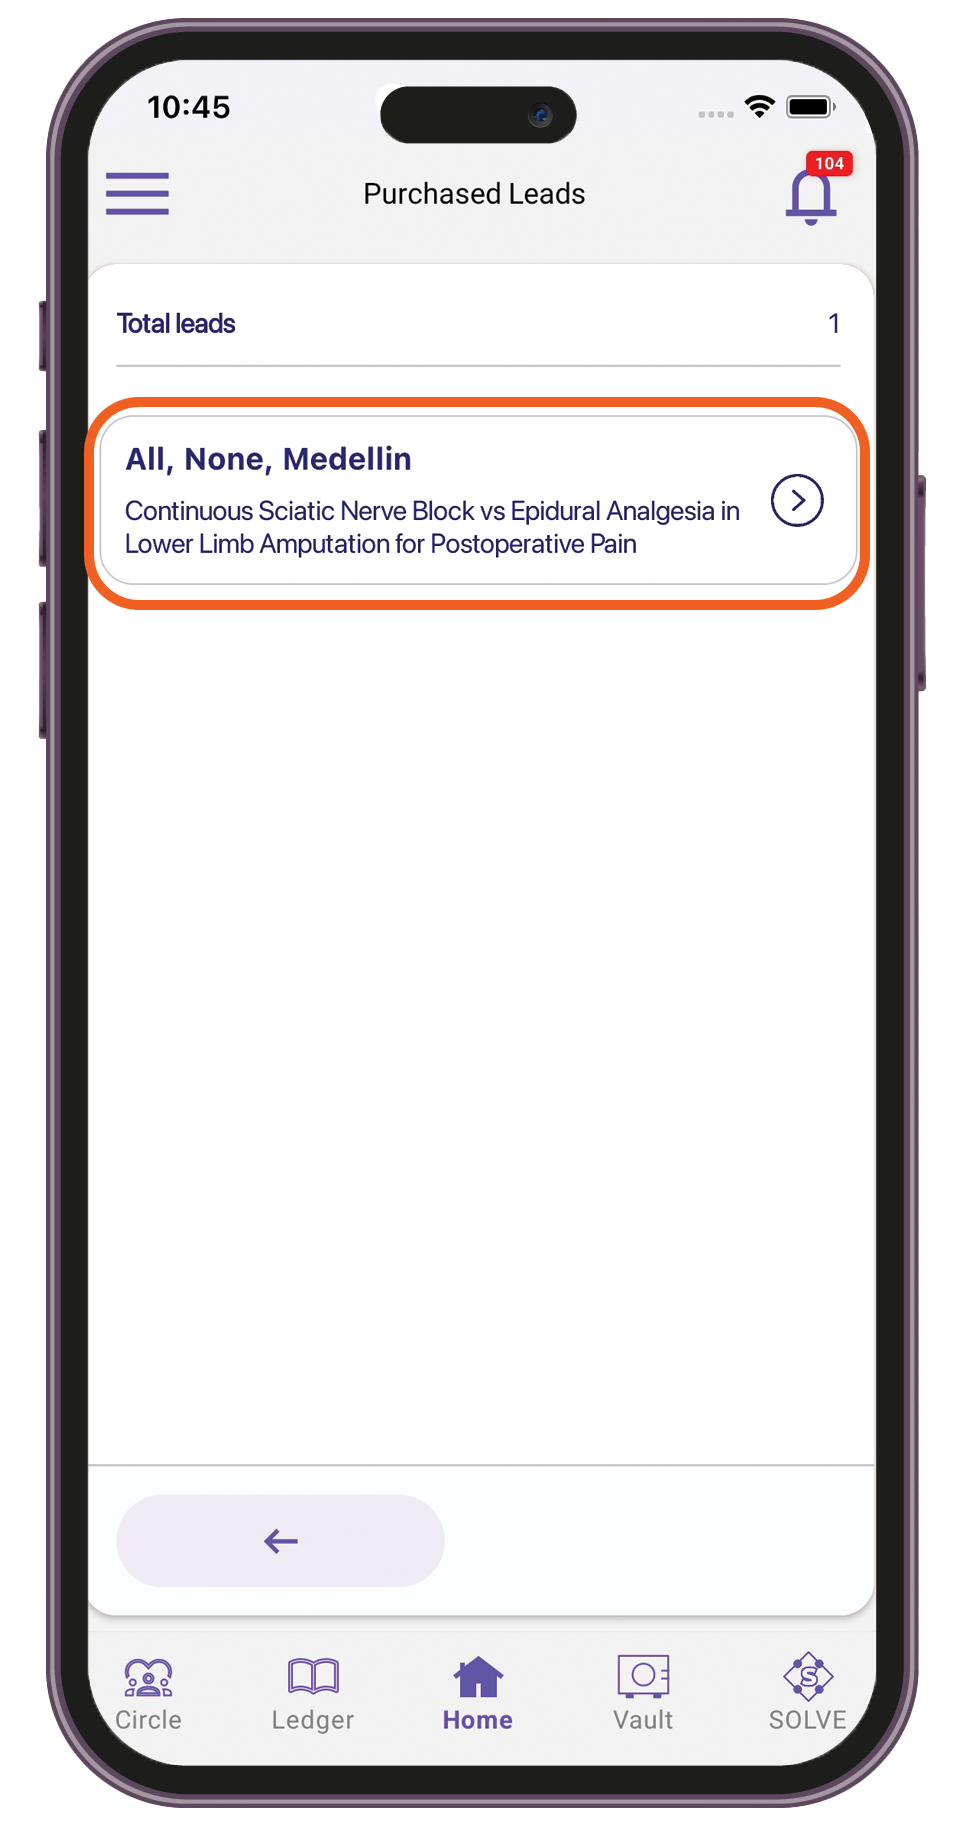 10:45
104
Purchased Leads
Total leads 1
All, None, Medellin
Continuous Sciatic Nerve Block vs Epidural Analgesia in
Lower Limb Amputation for Postoperative Pain
Circle Ledger Home Vault SOLVE
S